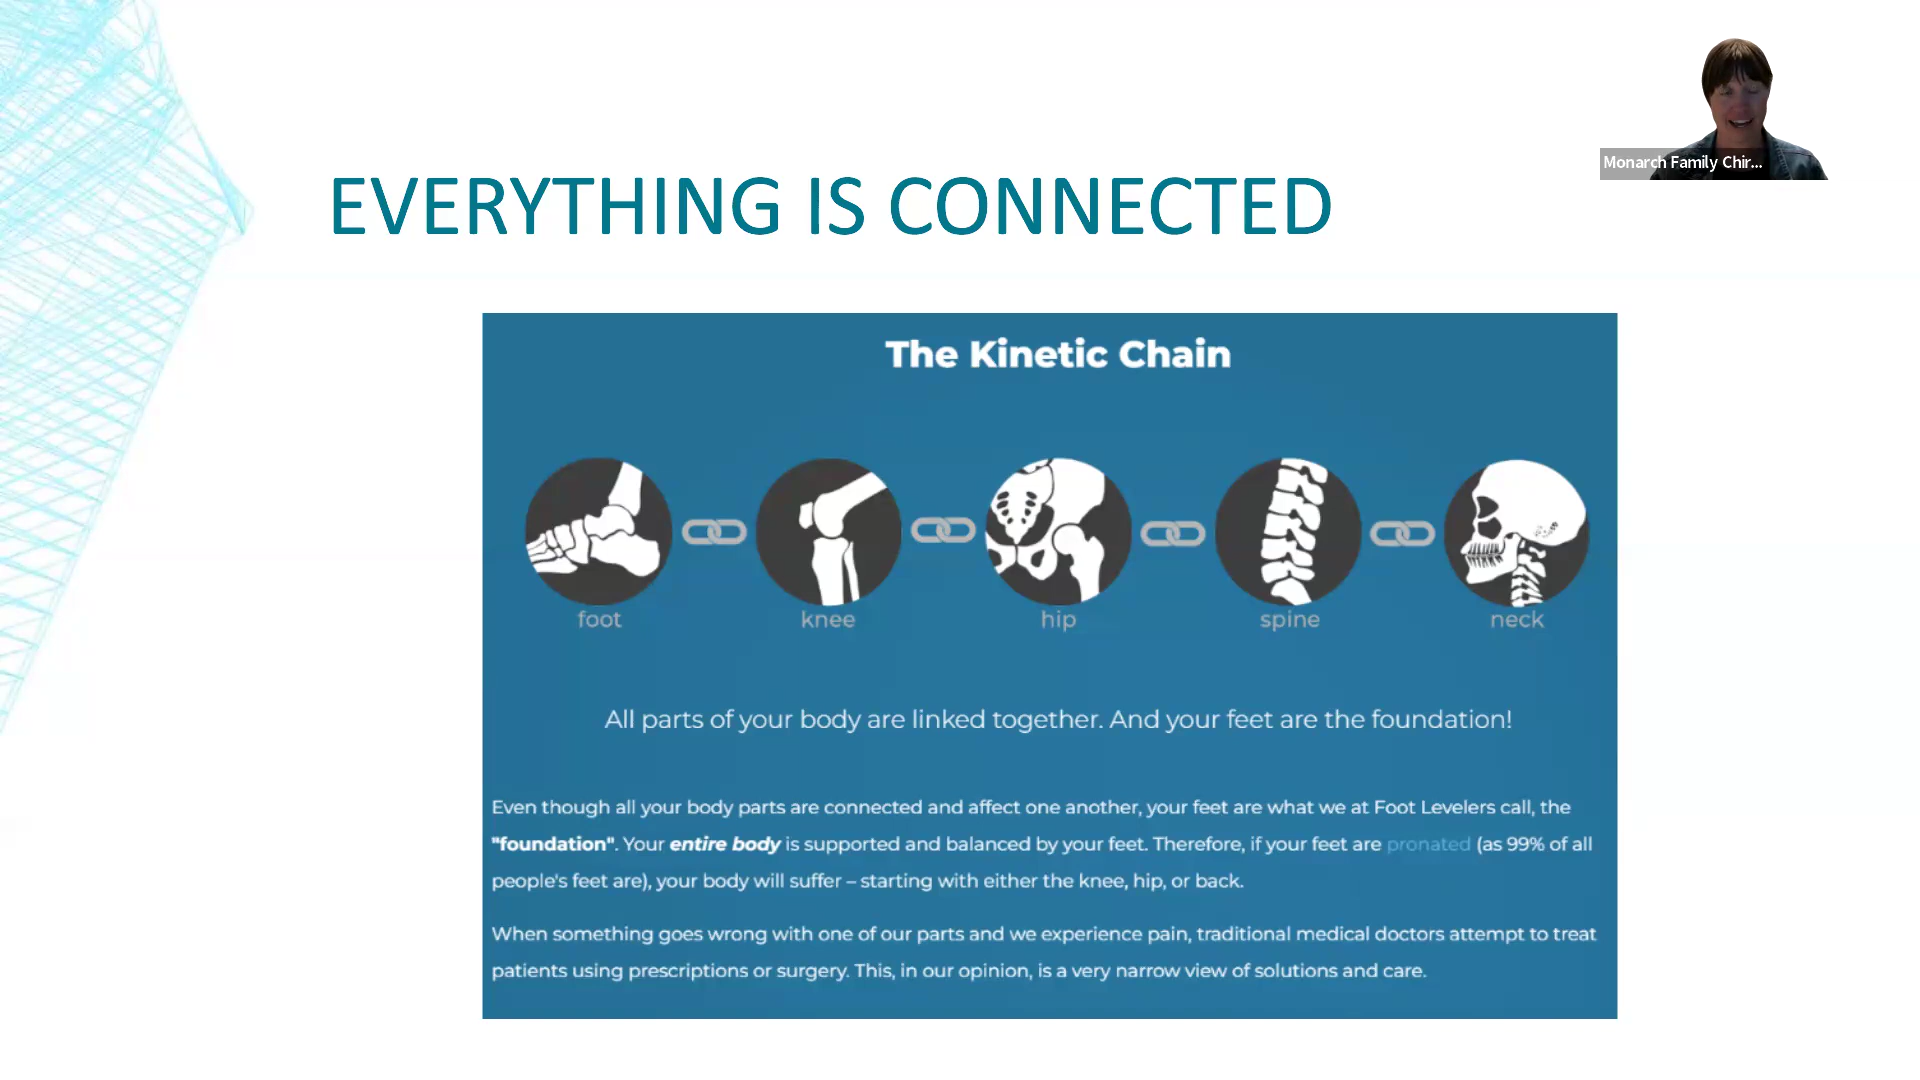 Monarch Family Chir...
EVERYTHING IS CONNECTED
The Kinetic Chain
foot
knee
hip
spine
neck
All parts of your body are linked together. And your feet are the foundation!
Even though all your body parts are connected and affect one another, your feet are what we at Foot Levelers call, the
"foundation". Your entire body is supported and balanced by your feet. Therefore, if your feet are pronated (as 99% of all
people's feet are), your body will suffer – starting with either the knee, hip, or back.
When something goes wrong with one of our parts and we experience pain, traditional medical doctors attempt to treat
patients using prescriptions or surgery. This, in our opinion, is a very narrow view of solutions and care.